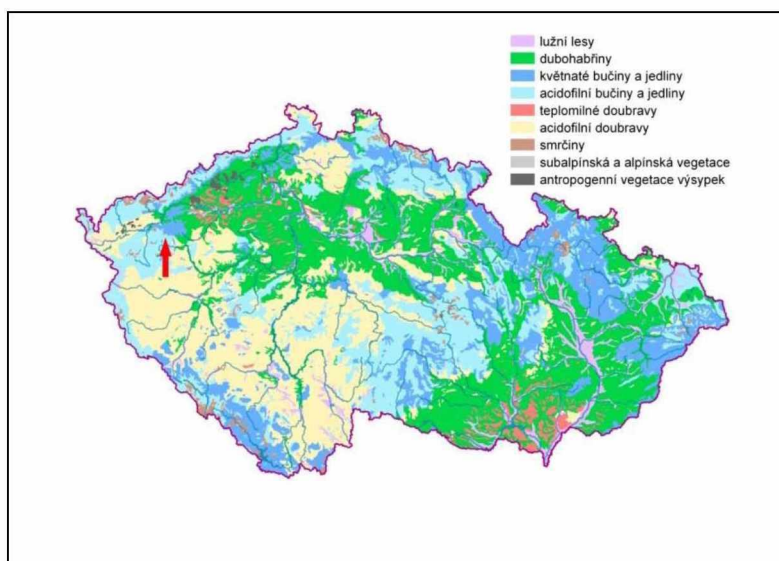 lužní lesy
dubohabřiny
květnaté bučiny a jedliny
acidofilní bučiny a jedliny
teplomilné doubravy
acidofilní doubravy
smrčiny
subalpínská a alpínská vegetace
antropogenní vegetace výsypek